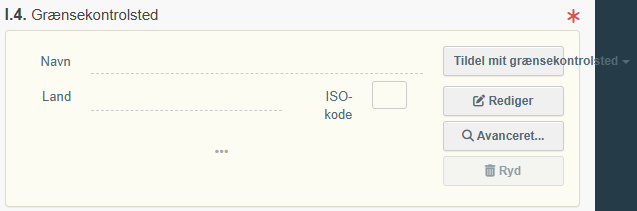 I.4. Grænsekontrolsted *
Navn
Tildel mit grænsekontrolsted
Land
ISO-
kode
Rediger
Avanceret...
Ryd